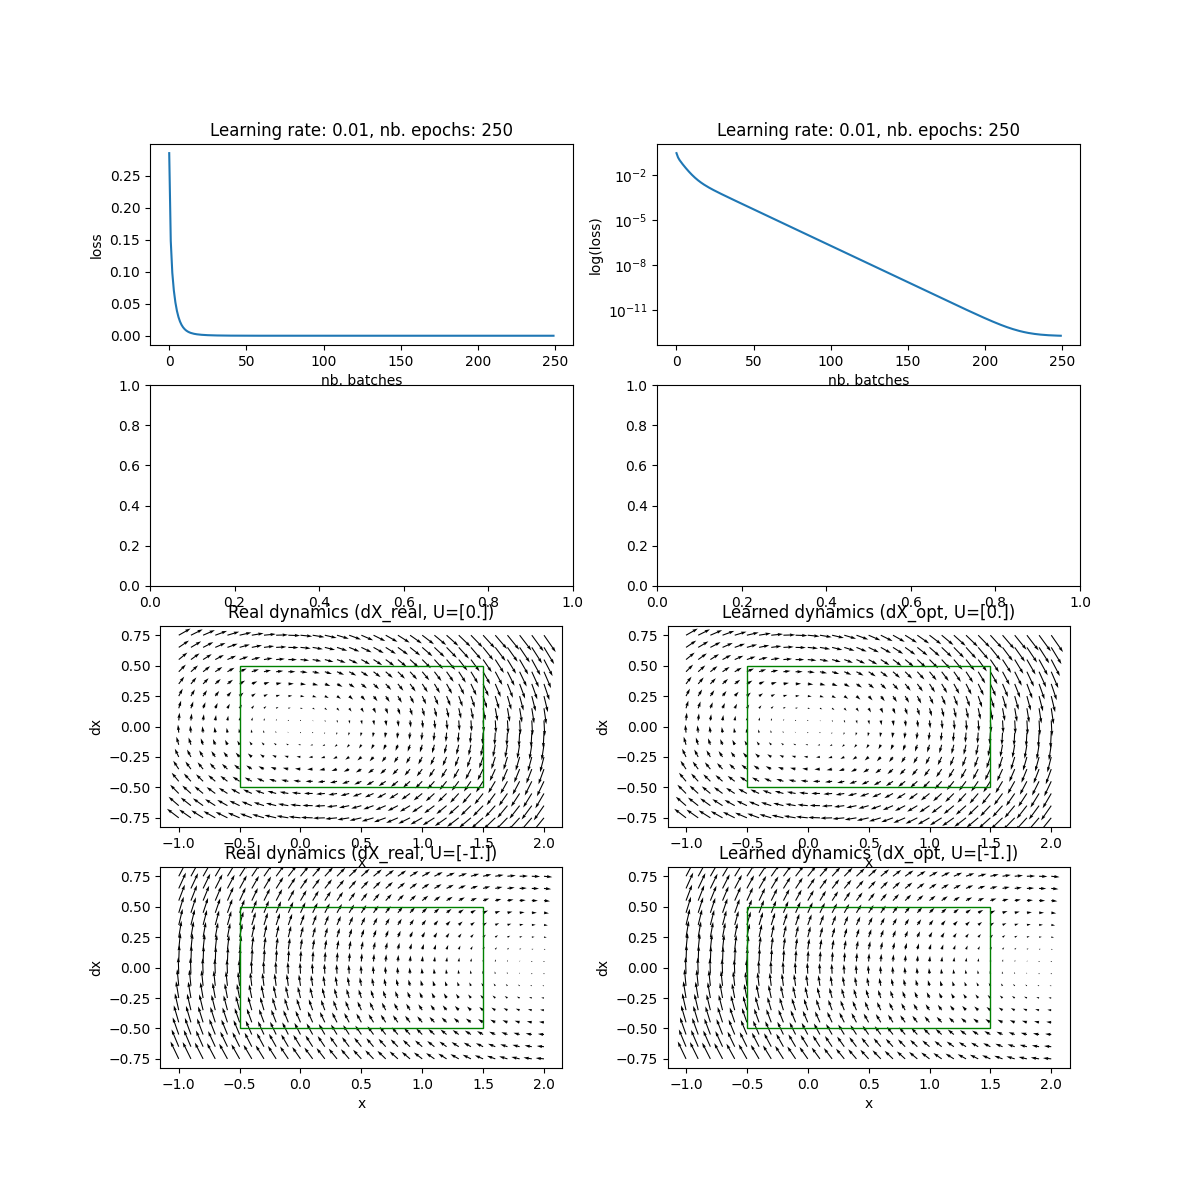 Learning rate: 0.01, nb. epochs: 250
loss
0.25
0.20
0.15
0.10
0.05
0.00
0 50 100 150 200 250
nb. batches
Learning rate: 0.01, nb. epochs: 250
log(loss)
10⁻²
10⁻⁵
10⁻⁸
10⁻¹¹
0 50 100 150 200 250
nb. batches
1.0
0.8
0.6
0.4
0.2
0.0
0.0 0.2 0.4 0.6 0.8 1.0
1.0
0.8
0.6
0.4
0.2
0.0
0.0 0.2 0.4 0.6 0.8 1.0
Real dynamics (dX_real, U=[0.])
dx
0.75
0.50
0.25
0.00
−0.25
−0.50
−0.75
−1.0 −0.5 0.0 0.5 1.0 1.5 2.0
x
Learned dynamics (dX_opt, U=[0.])
dx
0.75
0.50
0.25
0.00
−0.25
−0.50
−0.75
−1.0 −0.5 0.0 0.5 1.0 1.5 2.0
x
Real dynamics (dX_real, U=[-1.])
dx
0.75
0.50
0.25
0.00
−0.25
−0.50
−0.75
−1.0 −0.5 0.0 0.5 1.0 1.5 2.0
x
Learned dynamics (dX_opt, U=[-1.])
dx
0.75
0.50
0.25
0.00
−0.25
−0.50
−0.75
−1.0 −0.5 0.0 0.5 1.0 1.5 2.0
x